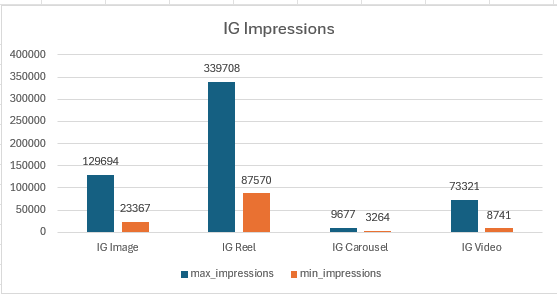 IG Impressions
400000
350000
300000
250000
200000
150000
100000
50000
0
129694
23367
339708
87570
9677
3264
73321
8741
IG Image
IG Reel
IG Carousel
IG Video
max_impressions
min_impressions